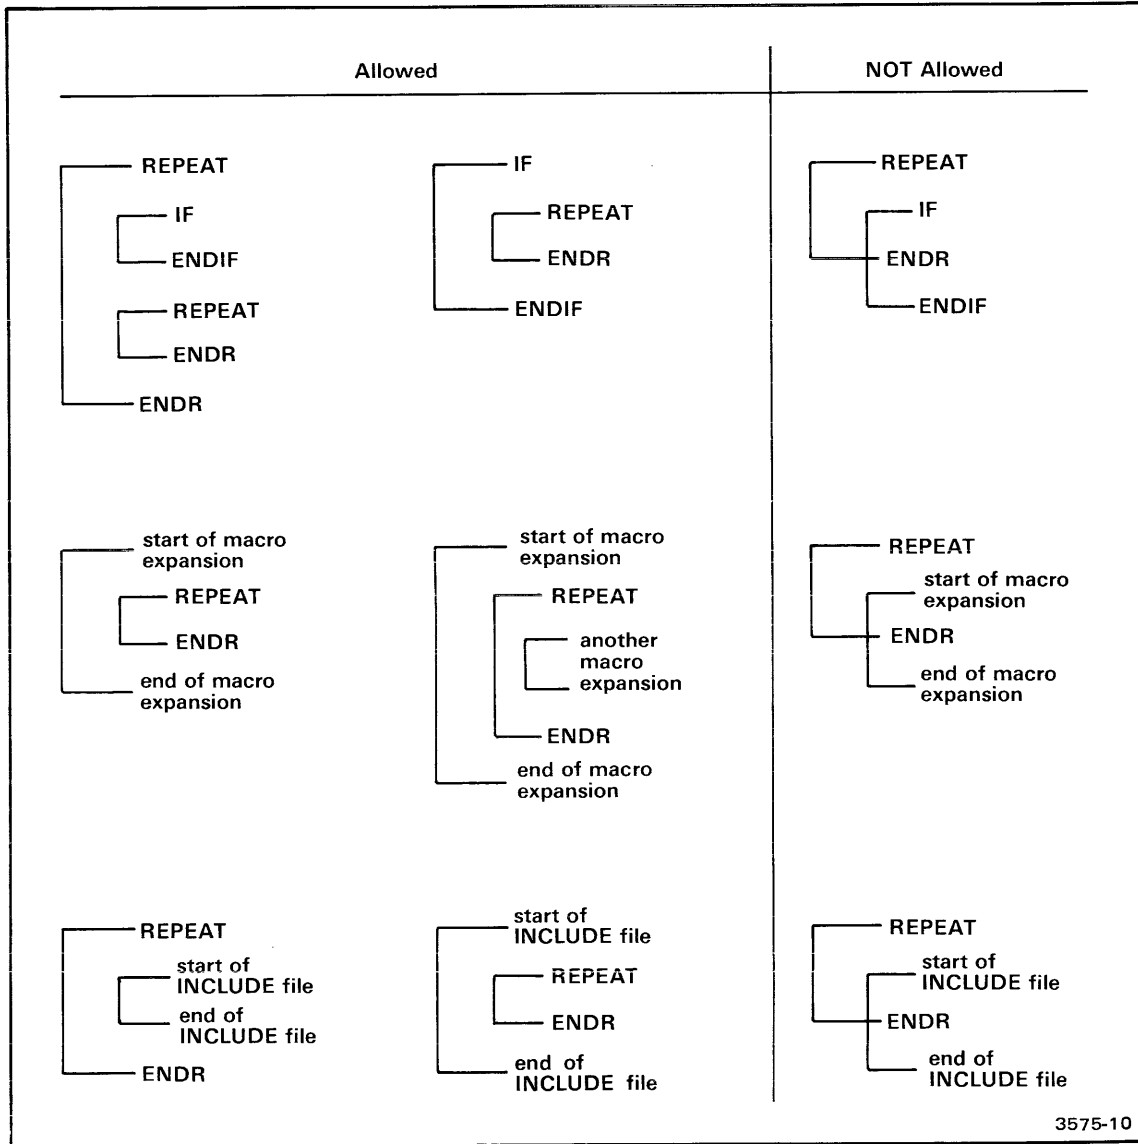 Allowed
NOT Allowed
REPEAT
IF
ENDIF
REPEAT
ENDR
ENDR
IF
REPEAT
ENDR
ENDIF
REPEAT
IF
ENDR
ENDIF
start of macro
expansion
REPEAT
ENDR
end of macro
expansion
start of macro
expansion
REPEAT
another
macro
expansion
ENDR
end of macro
expansion
REPEAT
start of macro
expansion
ENDR
end of macro
expansion
REPEAT
start of
INCLUDE file
end of
INCLUDE file
ENDR
start of
INCLUDE file
REPEAT
ENDR
end of
INCLUDE file
REPEAT
start of
INCLUDE file
ENDR
end of
INCLUDE file
3575-10